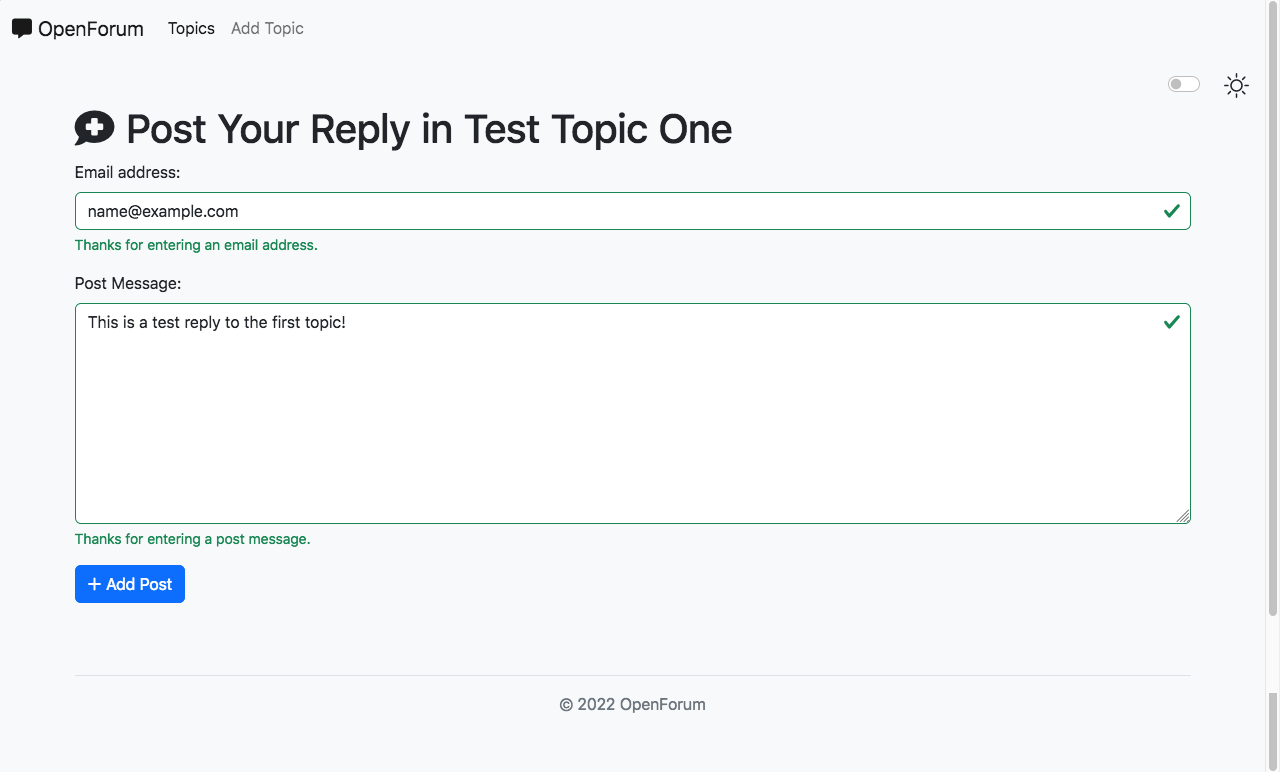 OpenForum Topics Add Topic
Post Your Reply in Test Topic One
Email address:
name@example.com
Thanks for entering an email address.
Post Message:
This is a test reply to the first topic!
Thanks for entering a post message.
Add Post
© 2022 OpenForum